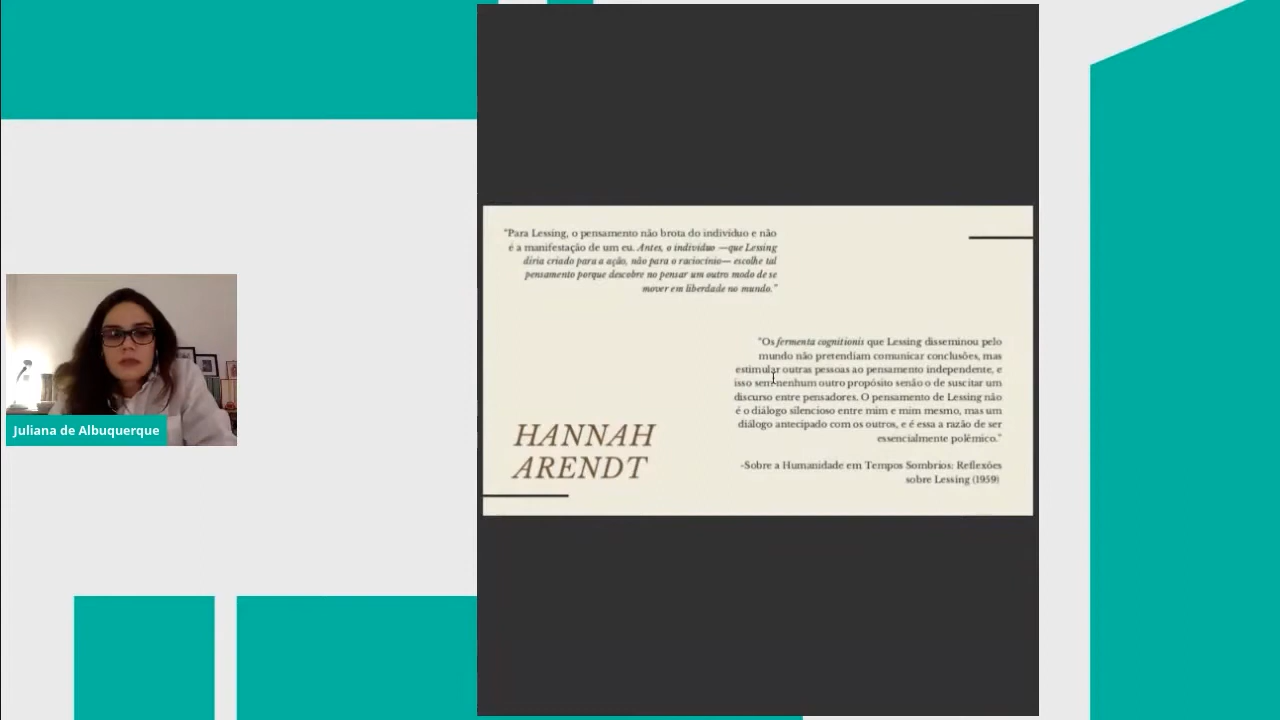 "Para Lessing, o pensamento não brota do indivíduo e não
é a manifestação de um eu. Antes, o indivíduo —que Lessing
diria criado para a ação, não para o raciocínio— escolhe tal
pensamento porque descobre no pensar um outro modo de se
mover em liberdade no mundo."
"Os fermenta cognitionis que Lessing disseminou pelo
mundo não pretendiam comunicar conclusões, mas
estimular outras pessoas ao pensamento independente, e
isso sem nenhum outro propósito senão o de suscitar um
discurso entre pensadores. O pensamento de Lessing não
é o diálogo silencioso entre mim e mim mesmo, mas um
diálogo antecipado com os outros, e é essa a razão de ser
essencialmente polêmico."
-Sobre a Humanidade em Tempos Sombrios: Reflexões
sobre Lessing (1959)
HANNAH
ARENDT
Juliana de Albuquerque